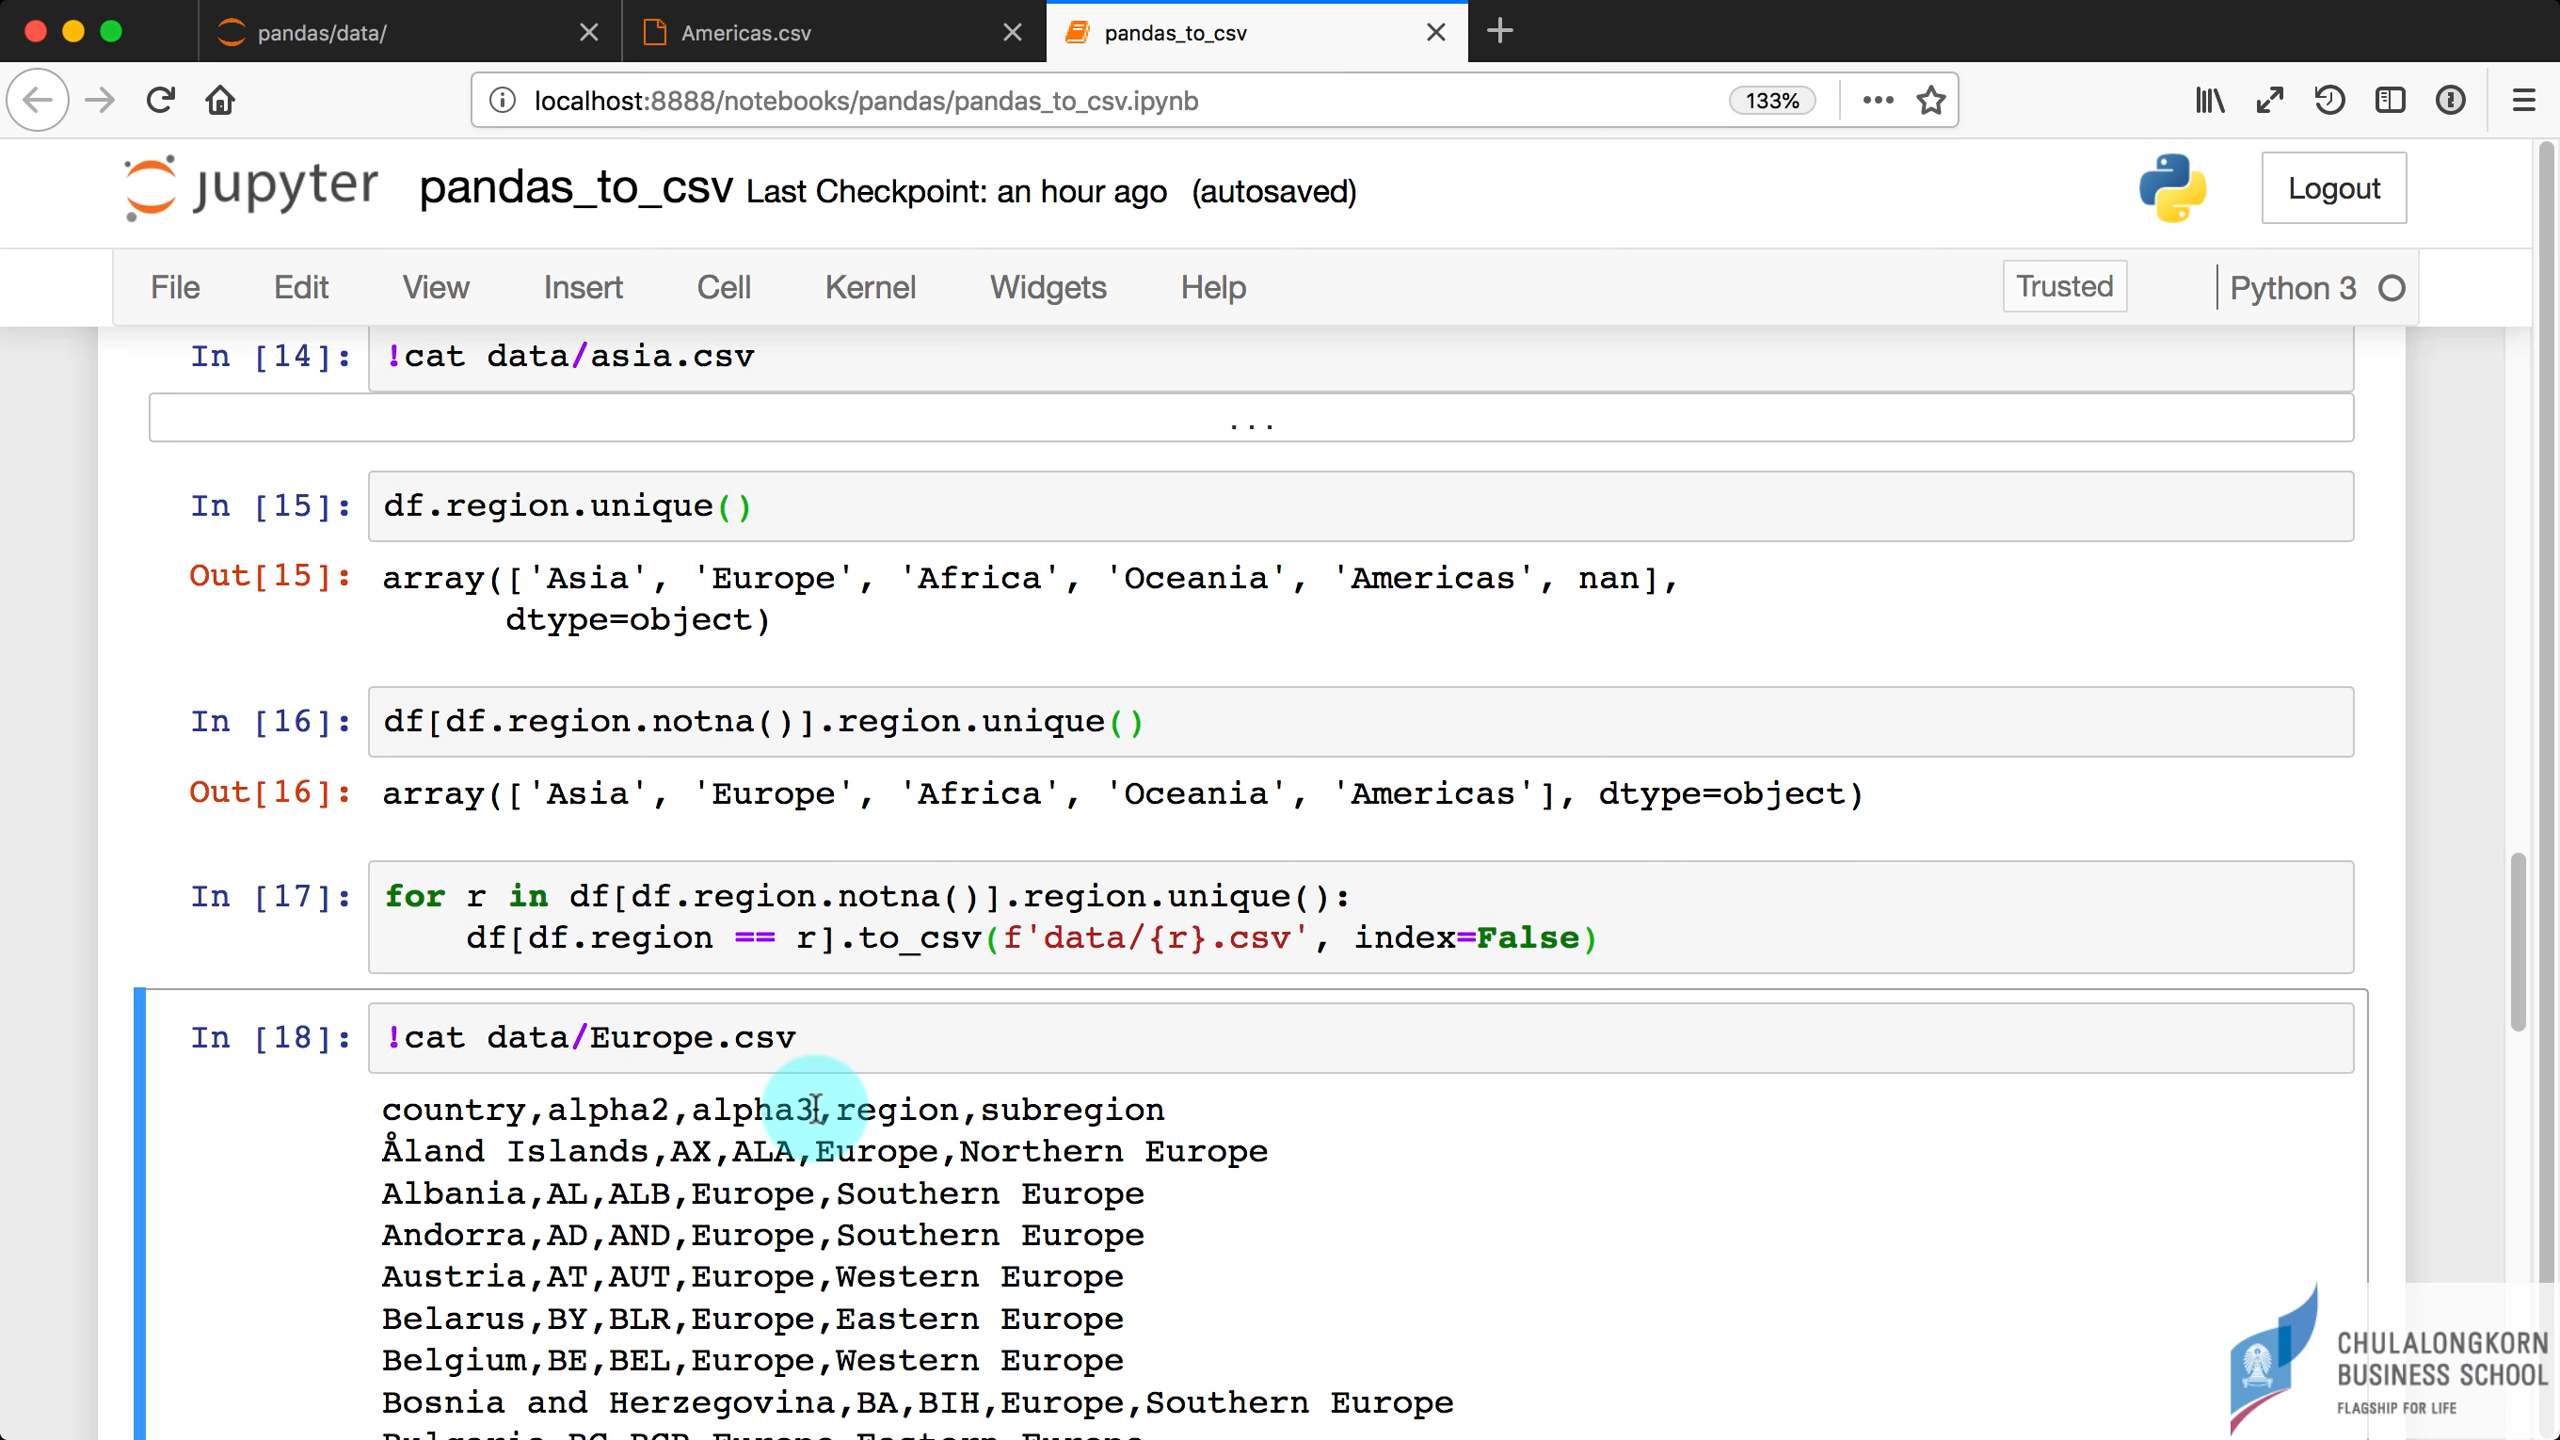 pandas/data/
Americas.csv
pandas_to_csv
localhost:8888/notebooks/pandas/pandas_to_csv.ipynb
133%
jupyter pandas_to_csv Last Checkpoint: an hour ago (autosaved)
Logout
File Edit View Insert Cell Kernel Widgets Help
Trusted
Python 3
In [14]: !cat data/asia.csv
...
In [15]: df.region.unique()
Out[15]: array(['Asia', 'Europe', 'Africa', 'Oceania', 'Americas', nan],
dtype=object)
In [16]: df[df.region.notna()].region.unique()
Out[16]: array(['Asia', 'Europe', 'Africa', 'Oceania', 'Americas'], dtype=object)
In [17]: for r in df[df.region.notna()].region.unique():
df[df.region == r].to_csv(f'data/{r}.csv', index=False)
In [18]: !cat data/Europe.csv
country,alpha2,alpha3,region,subregion
Åland Islands,AX,ALA,Europe,Northern Europe
Albania,AL,ALB,Europe,Southern Europe
Andorra,AD,AND,Europe,Southern Europe
Austria,AT,AUT,Europe,Western Europe
Belarus,BY,BLR,Europe,Eastern Europe
Belgium,BE,BEL,Europe,Western Europe
Bosnia and Herzegovina,BA,BIH,Europe,Southern Europe
Bulgaria,BG,BGR,Europe,Eastern Europe
CHULALONGKORN
BUSINESS SCHOOL
FLAGSHIP FOR LIFE